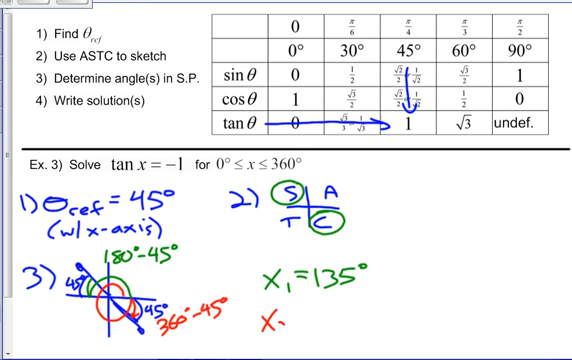 1) Find θref
2) Use ASTC to sketch
3) Determine angle(s) in S.P.
4) Write solution(s)
0 π/6 π/4 π/3 π/2
0° 30° 45° 60° 90°
sin θ 0 1/2 √2/2 1/√2 √3/2 1
cos θ 1 √3/2 √2/2 1/√2 1/2 0
tan θ 0 √3/3 = 1/√3 1 √3 undef.
Ex. 3) Solve tan x = −1 for 0° ≤ x ≤ 360°
1) θref = 45°
(w/ x-axis)
2) S A
T C
3) 180°-45°
45°
45°
360°-45°
x₁ = 135°
x